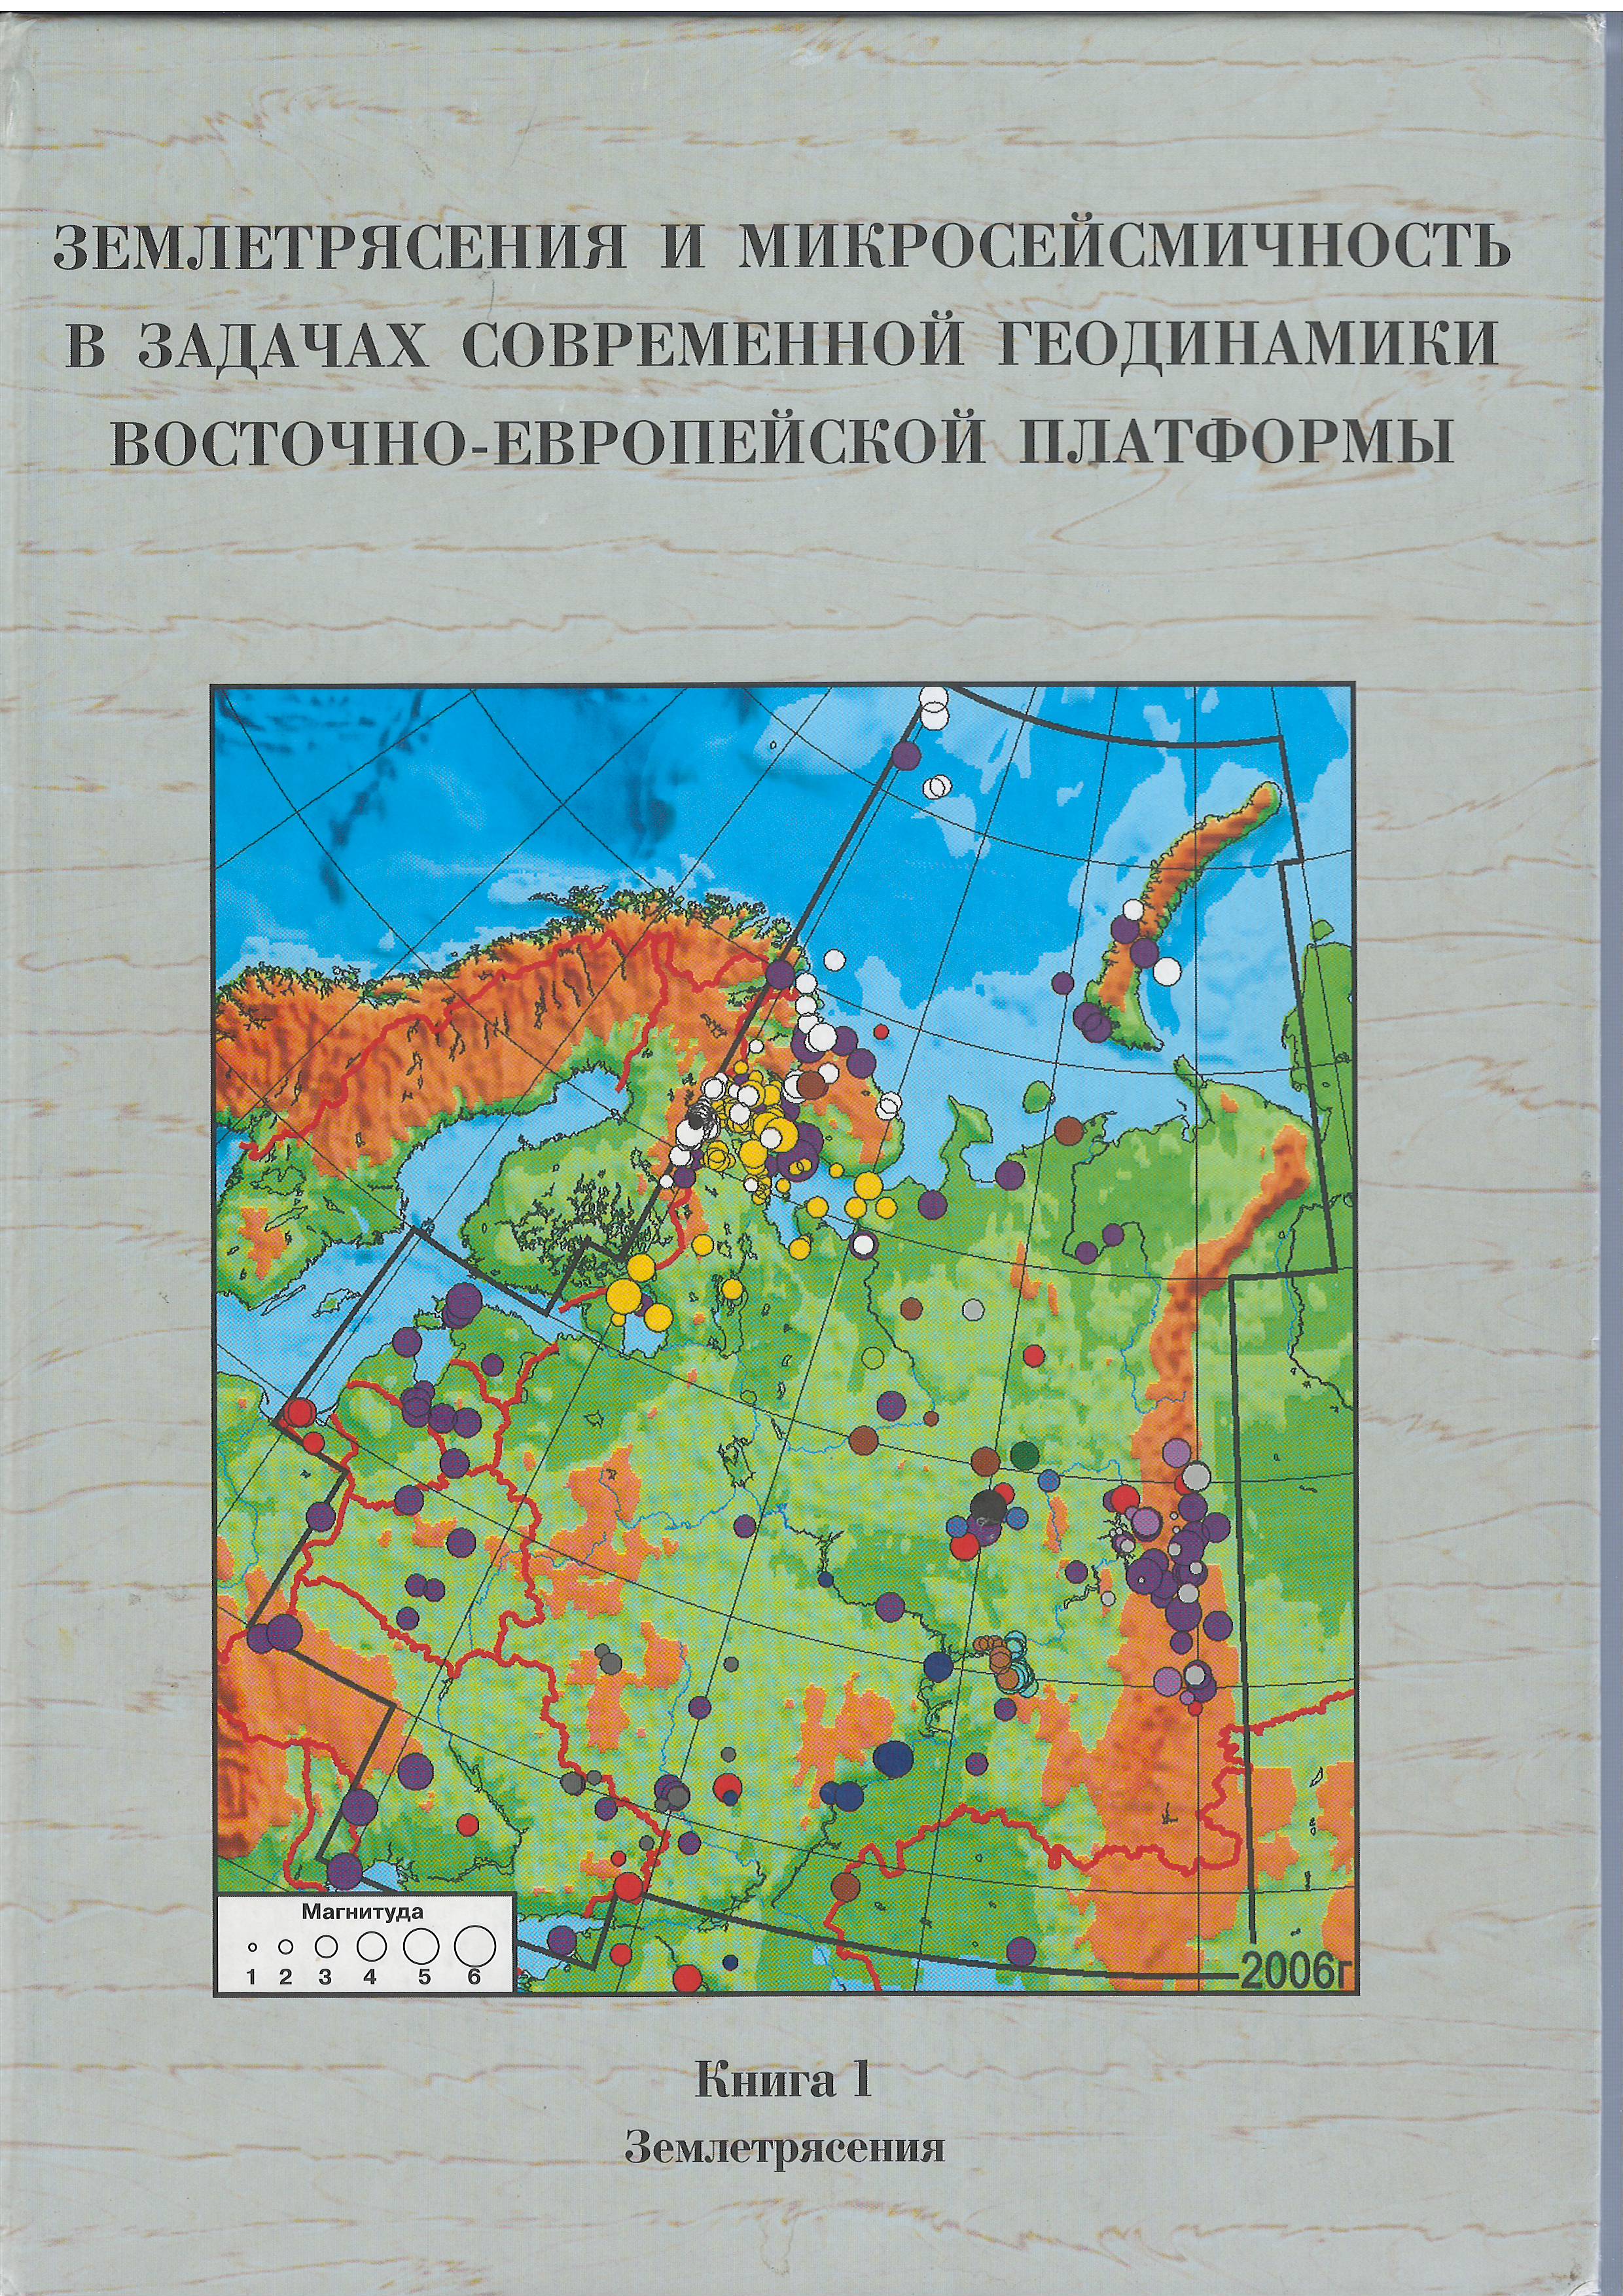 ЗЕМЛЕТРЯСЕНИЯ И МИКРОСЕЙСМИЧНОСТЬ
В ЗАДАЧАХ СОВРЕМЕННОЙ ГЕОДИНАМИКИ
ВОСТОЧНО-ЕВРОПЕЙСКОЙ ПЛАТФОРМЫ
Магнитуда
1 2 3 4 5 6
2006г
Книга 1
Землетрясения